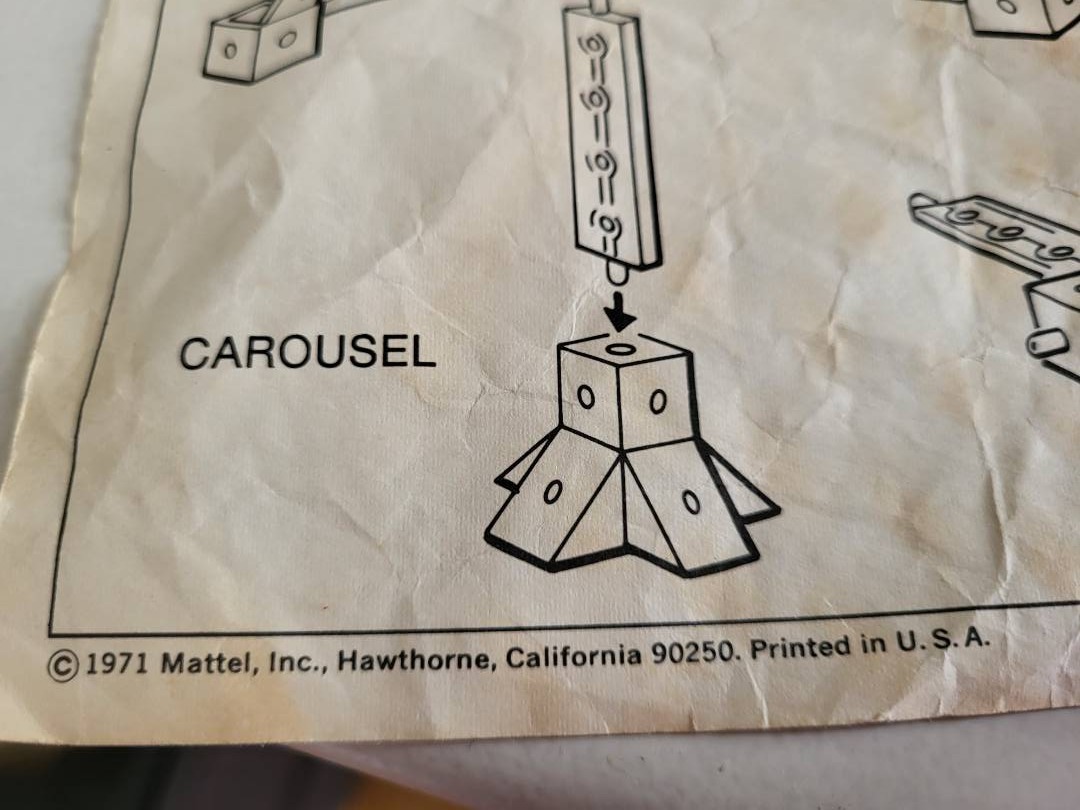 CAROUSEL
© 1971 Mattel, Inc., Hawthorne, California 90250. Printed in U. S. A.